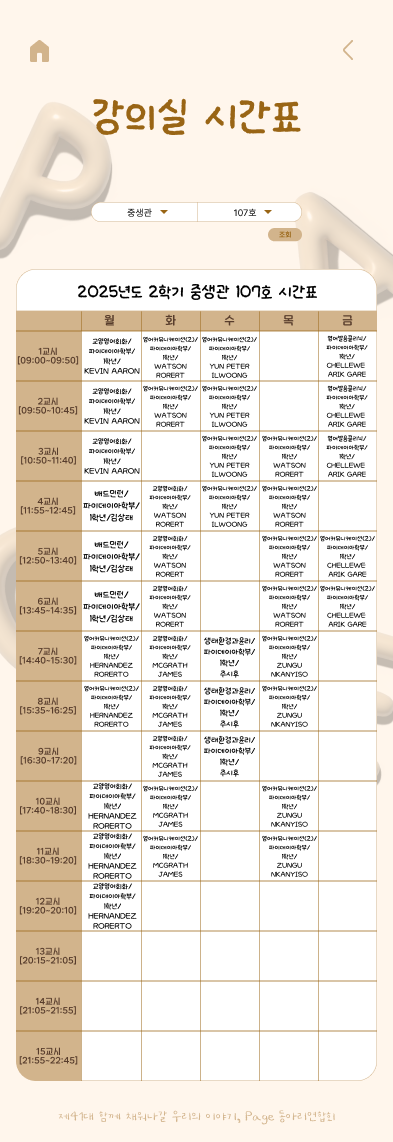 강의실 시간표
중생관
107호
조회
2025년도 2학기 중생관 107호 시간표
월 화 수 목 금
1교시
[09:00~09:50]
교양영어회화/
파이데이아학부/
1학년/
KEVIN AARON
영어커뮤니케이션(2)/
파이데이아학부/
1학년/
WATSON
RORERT
영어커뮤니케이션(2)/
파이데이아학부/
1학년/
YUN PETER
ILWOONG
영어발음클리닉/
파이데이아학부/
1학년/
CHELLEWE
ARIK GARE
2교시
[09:50~10:45]
교양영어회화/
파이데이아학부/
1학년/
KEVIN AARON
영어커뮤니케이션(2)/
파이데이아학부/
1학년/
WATSON
RORERT
영어커뮤니케이션(2)/
파이데이아학부/
1학년/
YUN PETER
ILWOONG
영어발음클리닉/
파이데이아학부/
1학년/
CHELLEWE
ARIK GARE
3교시
[10:50~11:40]
교양영어회화/
파이데이아학부/
1학년/
KEVIN AARON
영어커뮤니케이션(2)/
파이데이아학부/
1학년/
YUN PETER
ILWOONG
영어커뮤니케이션(2)/
파이데이아학부/
1학년/
WATSON
RORERT
영어발음클리닉/
파이데이아학부/
1학년/
CHELLEWE
ARIK GARE
4교시
[11:55~12:45]
배드민턴/
파이데이아학부/
1학년/김상태
교양영어회화/
파이데이아학부/
1학년/
WATSON
RORERT
영어커뮤니케이션(2)/
파이데이아학부/
1학년/
YUN PETER
ILWOONG
영어커뮤니케이션(2)/
파이데이아학부/
1학년/
WATSON
RORERT
5교시
[12:50~13:40]
배드민턴/
파이데이아학부/
1학년/김상태
교양영어회화/
파이데이아학부/
1학년/
WATSON
RORERT
영어커뮤니케이션(2)/
파이데이아학부/
1학년/
WATSON
RORERT
영어커뮤니케이션(2)/
파이데이아학부/
1학년/
CHELLEWE
ARIK GARE
6교시
[13:45~14:35]
배드민턴/
파이데이아학부/
1학년/김상태
교양영어회화/
파이데이아학부/
1학년/
WATSON
RORERT
영어커뮤니케이션(2)/
파이데이아학부/
1학년/
WATSON
RORERT
영어커뮤니케이션(2)/
파이데이아학부/
1학년/
CHELLEWE
ARIK GARE
7교시
[14:40~15:30]
영어커뮤니케이션(2)/
파이데이아학부/
1학년/
HERNANDEZ
RORERTO
교양영어회화/
파이데이아학부/
1학년/
MCGRATH
JAMES
생태환경과윤리/
파이데이아학부/
1학년/
주시후
영어커뮤니케이션(2)/
파이데이아학부/
1학년/
ZUNGU
NKANYISO
8교시
[15:35~16:25]
영어커뮤니케이션(2)/
파이데이아학부/
1학년/
HERNANDEZ
RORERTO
교양영어회화/
파이데이아학부/
1학년/
MCGRATH
JAMES
생태환경과윤리/
파이데이아학부/
1학년/
주시후
영어커뮤니케이션(2)/
파이데이아학부/
1학년/
ZUNGU
NKANYISO
9교시
[16:30~17:20]
교양영어회화/
파이데이아학부/
1학년/
MCGRATH
JAMES
생태환경과윤리/
파이데이아학부/
1학년/
주시후
10교시
[17:40~18:30]
교양영어회화/
파이데이아학부/
1학년/
HERNANDEZ
RORERTO
영어커뮤니케이션(2)/
파이데이아학부/
1학년/
MCGRATH
JAMES
영어커뮤니케이션(2)/
파이데이아학부/
1학년/
ZUNGU
NKANYISO
11교시
[18:30~19:20]
교양영어회화/
파이데이아학부/
1학년/
HERNANDEZ
RORERTO
영어커뮤니케이션(2)/
파이데이아학부/
1학년/
MCGRATH
JAMES
영어커뮤니케이션(2)/
파이데이아학부/
1학년/
ZUNGU
NKANYISO
12교시
[19:20~20:10]
교양영어회화/
파이데이아학부/
1학년/
HERNANDEZ
RORERTO
13교시
[20:15~21:05]
14교시
[21:05~21:55]
15교시
[21:55~22:45]
제41대 함께 채워나갈 우리의 이야기, Page 동아리연합회